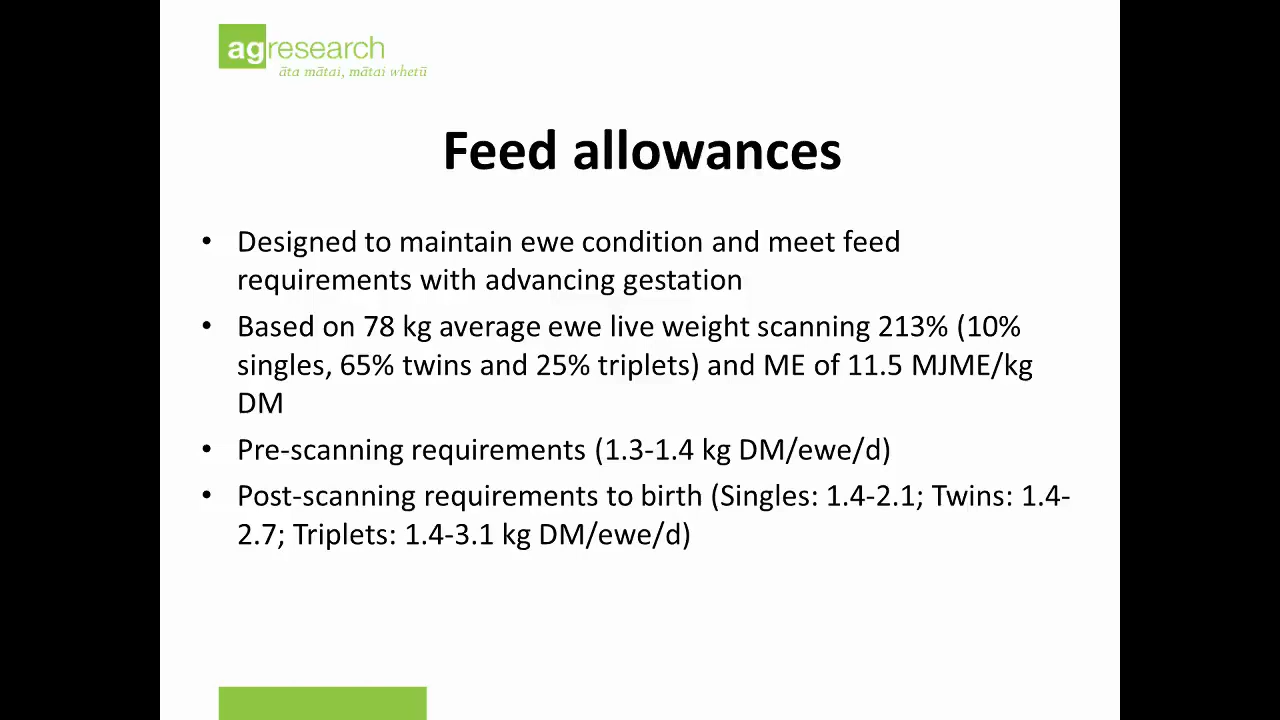 agresearch
āta mātai, mātai whetū
Feed allowances
• Designed to maintain ewe condition and meet feed
requirements with advancing gestation
• Based on 78 kg average ewe live weight scanning 213% (10%
singles, 65% twins and 25% triplets) and ME of 11.5 MJME/kg
DM
• Pre-scanning requirements (1.3-1.4 kg DM/ewe/d)
• Post-scanning requirements to birth (Singles: 1.4-2.1; Twins: 1.4-
2.7; Triplets: 1.4-3.1 kg DM/ewe/d)